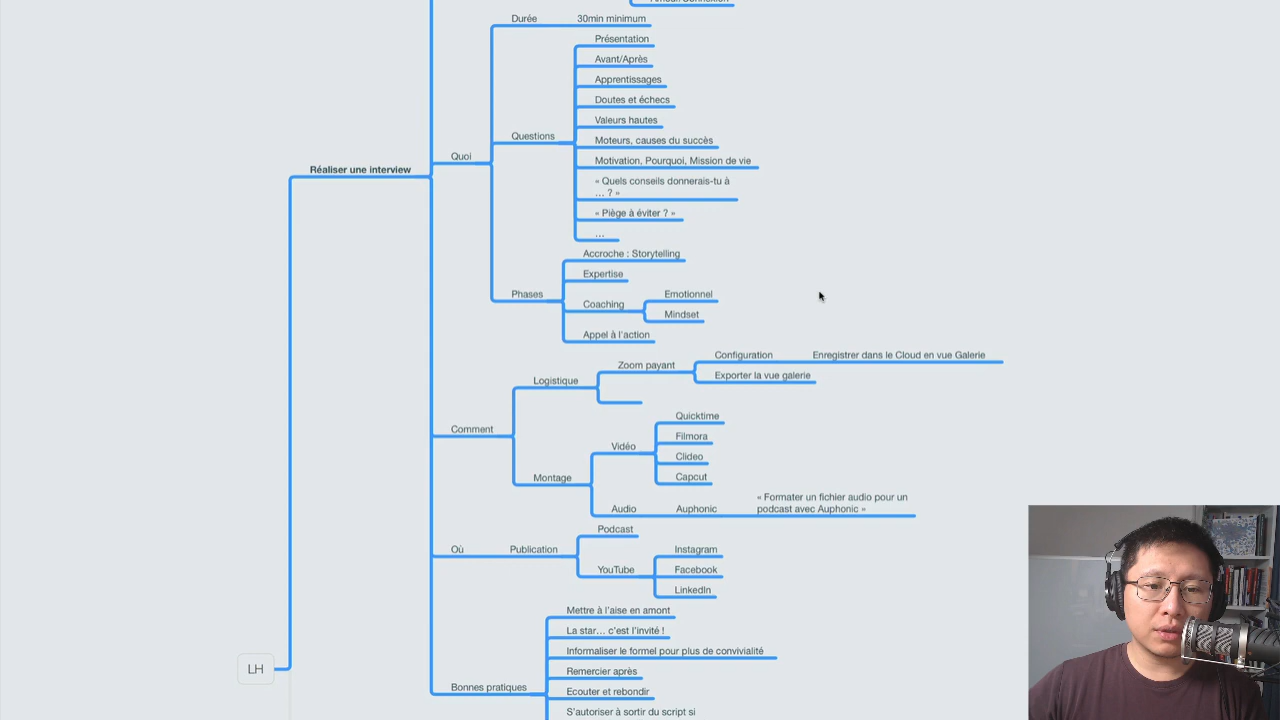 Durée
30min minimum
Présentation
Avant/Après
Apprentissages
Doutes et échecs
Valeurs hautes
Questions
Moteurs, causes du succès
Quoi
Motivation, Pourquoi, Mission de vie
Réaliser une interview
« Quels conseils donnerais-tu à
… ? »
« Piège à éviter ? »
…
Accroche : Storytelling
Expertise
Phases
Coaching
Emotionnel
Mindset
Appel à l'action
Configuration
Enregistrer dans le Cloud en vue Galerie
Zoom payant
Exporter la vue galerie
Logistique
Comment
Quicktime
Filmora
Vidéo
Clideo
Capcut
Montage
Audio
Auphonic
« Formater un fichier audio pour un
podcast avec Auphonic »
Podcast
Où
Publication
Instagram
YouTube
Facebook
LinkedIn
Mettre à l'aise en amont
La star… c'est l'invité !
Informaliser le formel pour plus de convivialité
LH
Remercier après
Bonnes pratiques
Ecouter et rebondir
S'autoriser à sortir du script si